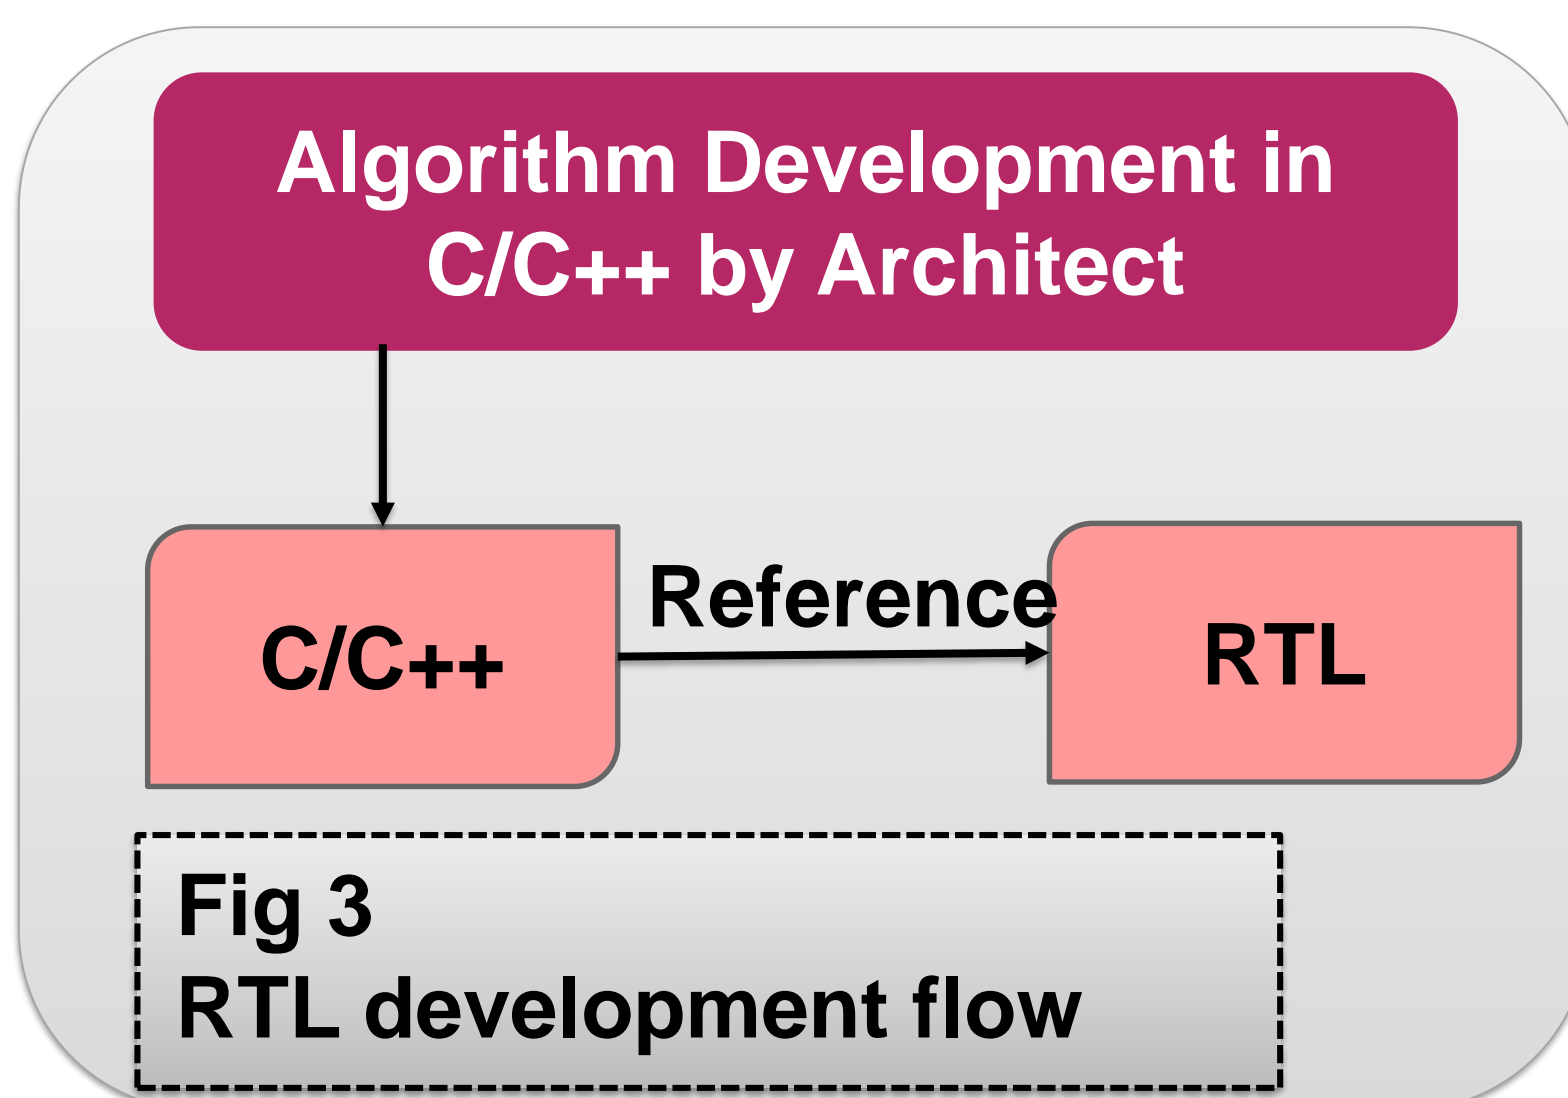 Algorithm Development in
C/C++ by Architect
Reference
C/C++
RTL
Fig 3
RTL development flow